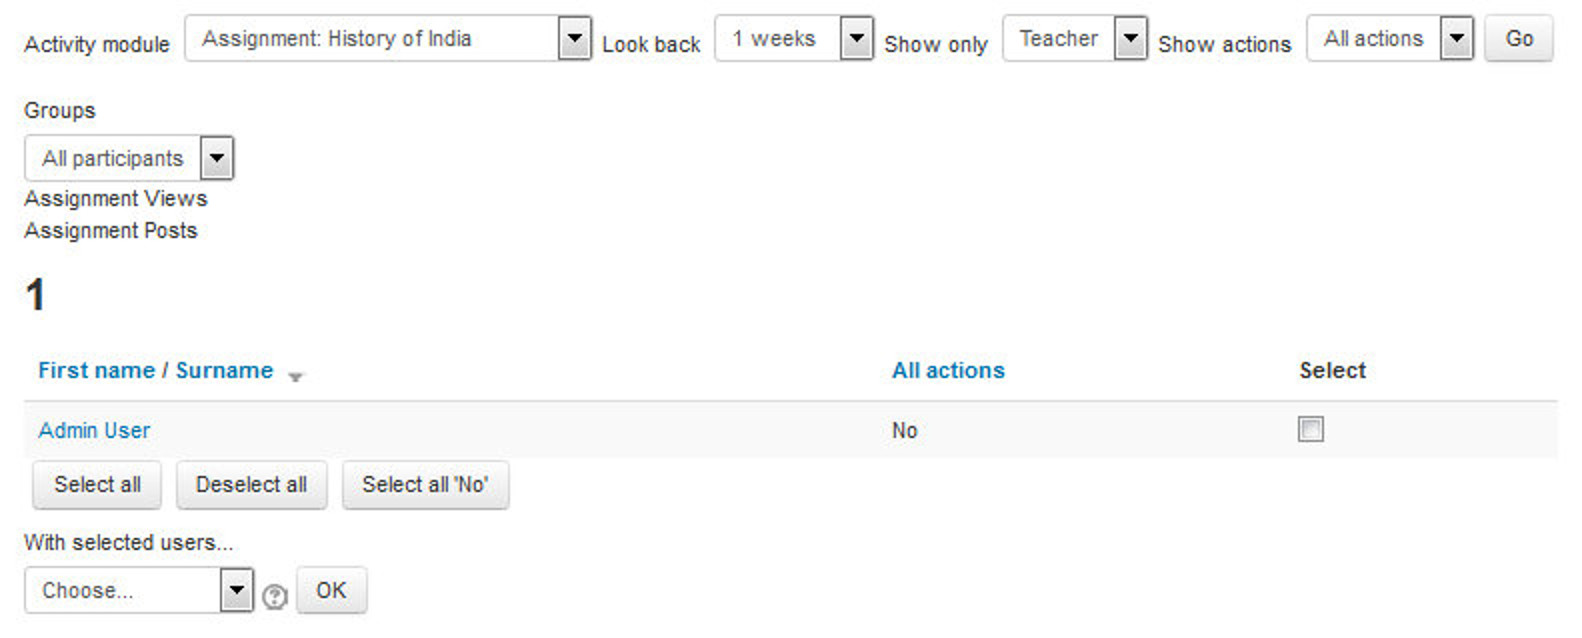 Activity module Assignment: History of India Look back 1 weeks Show only Teacher Show actions All actions Go
Groups
All participants
Assignment Views
Assignment Posts
1
First name / Surname All actions Select
Admin User No
Select all Deselect all Select all 'No'
With selected users...
Choose... ? OK